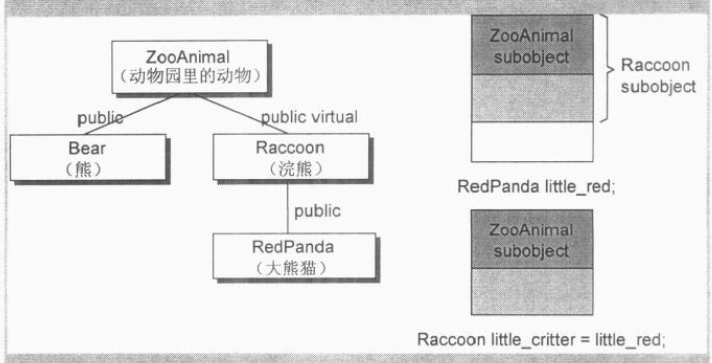 ZooAnimal
（动物园里的动物）
public
public virtual
Bear
（熊）
Raccoon
（浣熊）
public
RedPanda
（大熊猫）
ZooAnimal
subobject
Raccoon
subobject
RedPanda little_red;
ZooAnimal
subobject
Raccoon little_critter = little_red;